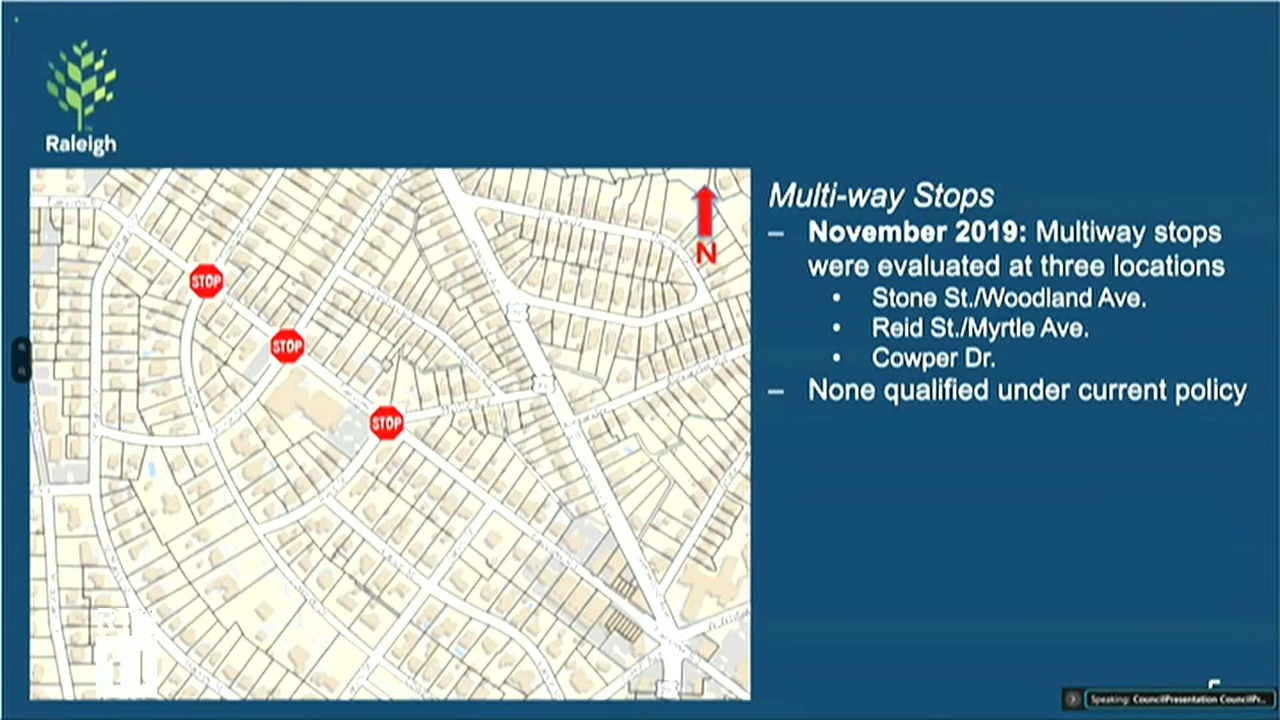 Raleigh
STOP
STOP
STOP
N
Multi-way Stops
– November 2019: Multiway stops
were evaluated at three locations
• Stone St./Woodland Ave.
• Reid St./Myrtle Ave.
• Cowper Dr.
– None qualified under current policy
Speaking: CouncilPresentation CouncilPr...